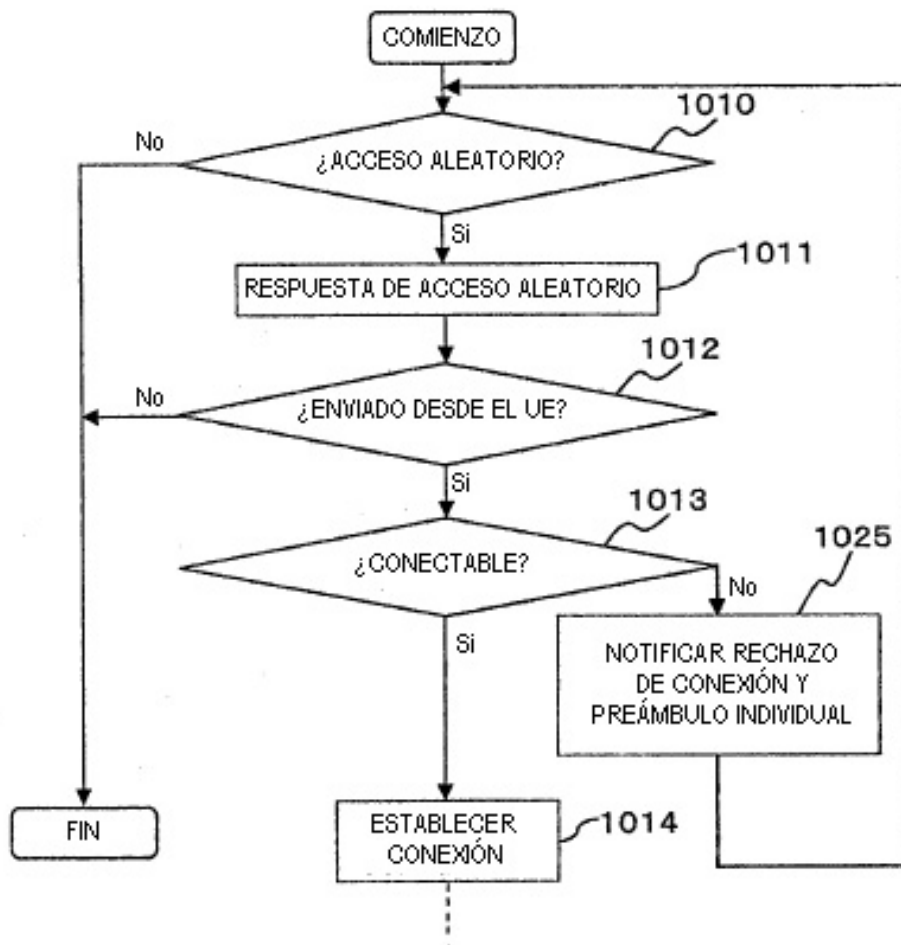 COMIENZO
1010
No
¿ACCESO ALEATORIO?
Si
1011
RESPUESTA DE ACCESO ALEATORIO
1012
No
¿ENVIADO DESDE EL UE?
Si
1013
¿CONECTABLE?
1025
No
Si
NOTIFICAR RECHAZO
DE CONEXIÓN Y
PREÁMBULO INDIVIDUAL
FIN
ESTABLECER
CONEXIÓN
1014